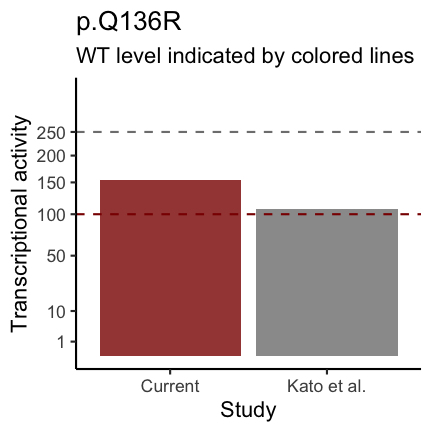 p.Q136R
WT level indicated by colored lines
Transcriptional activity
250
200
150
100
50
10
1
Current
Kato et al.
Study